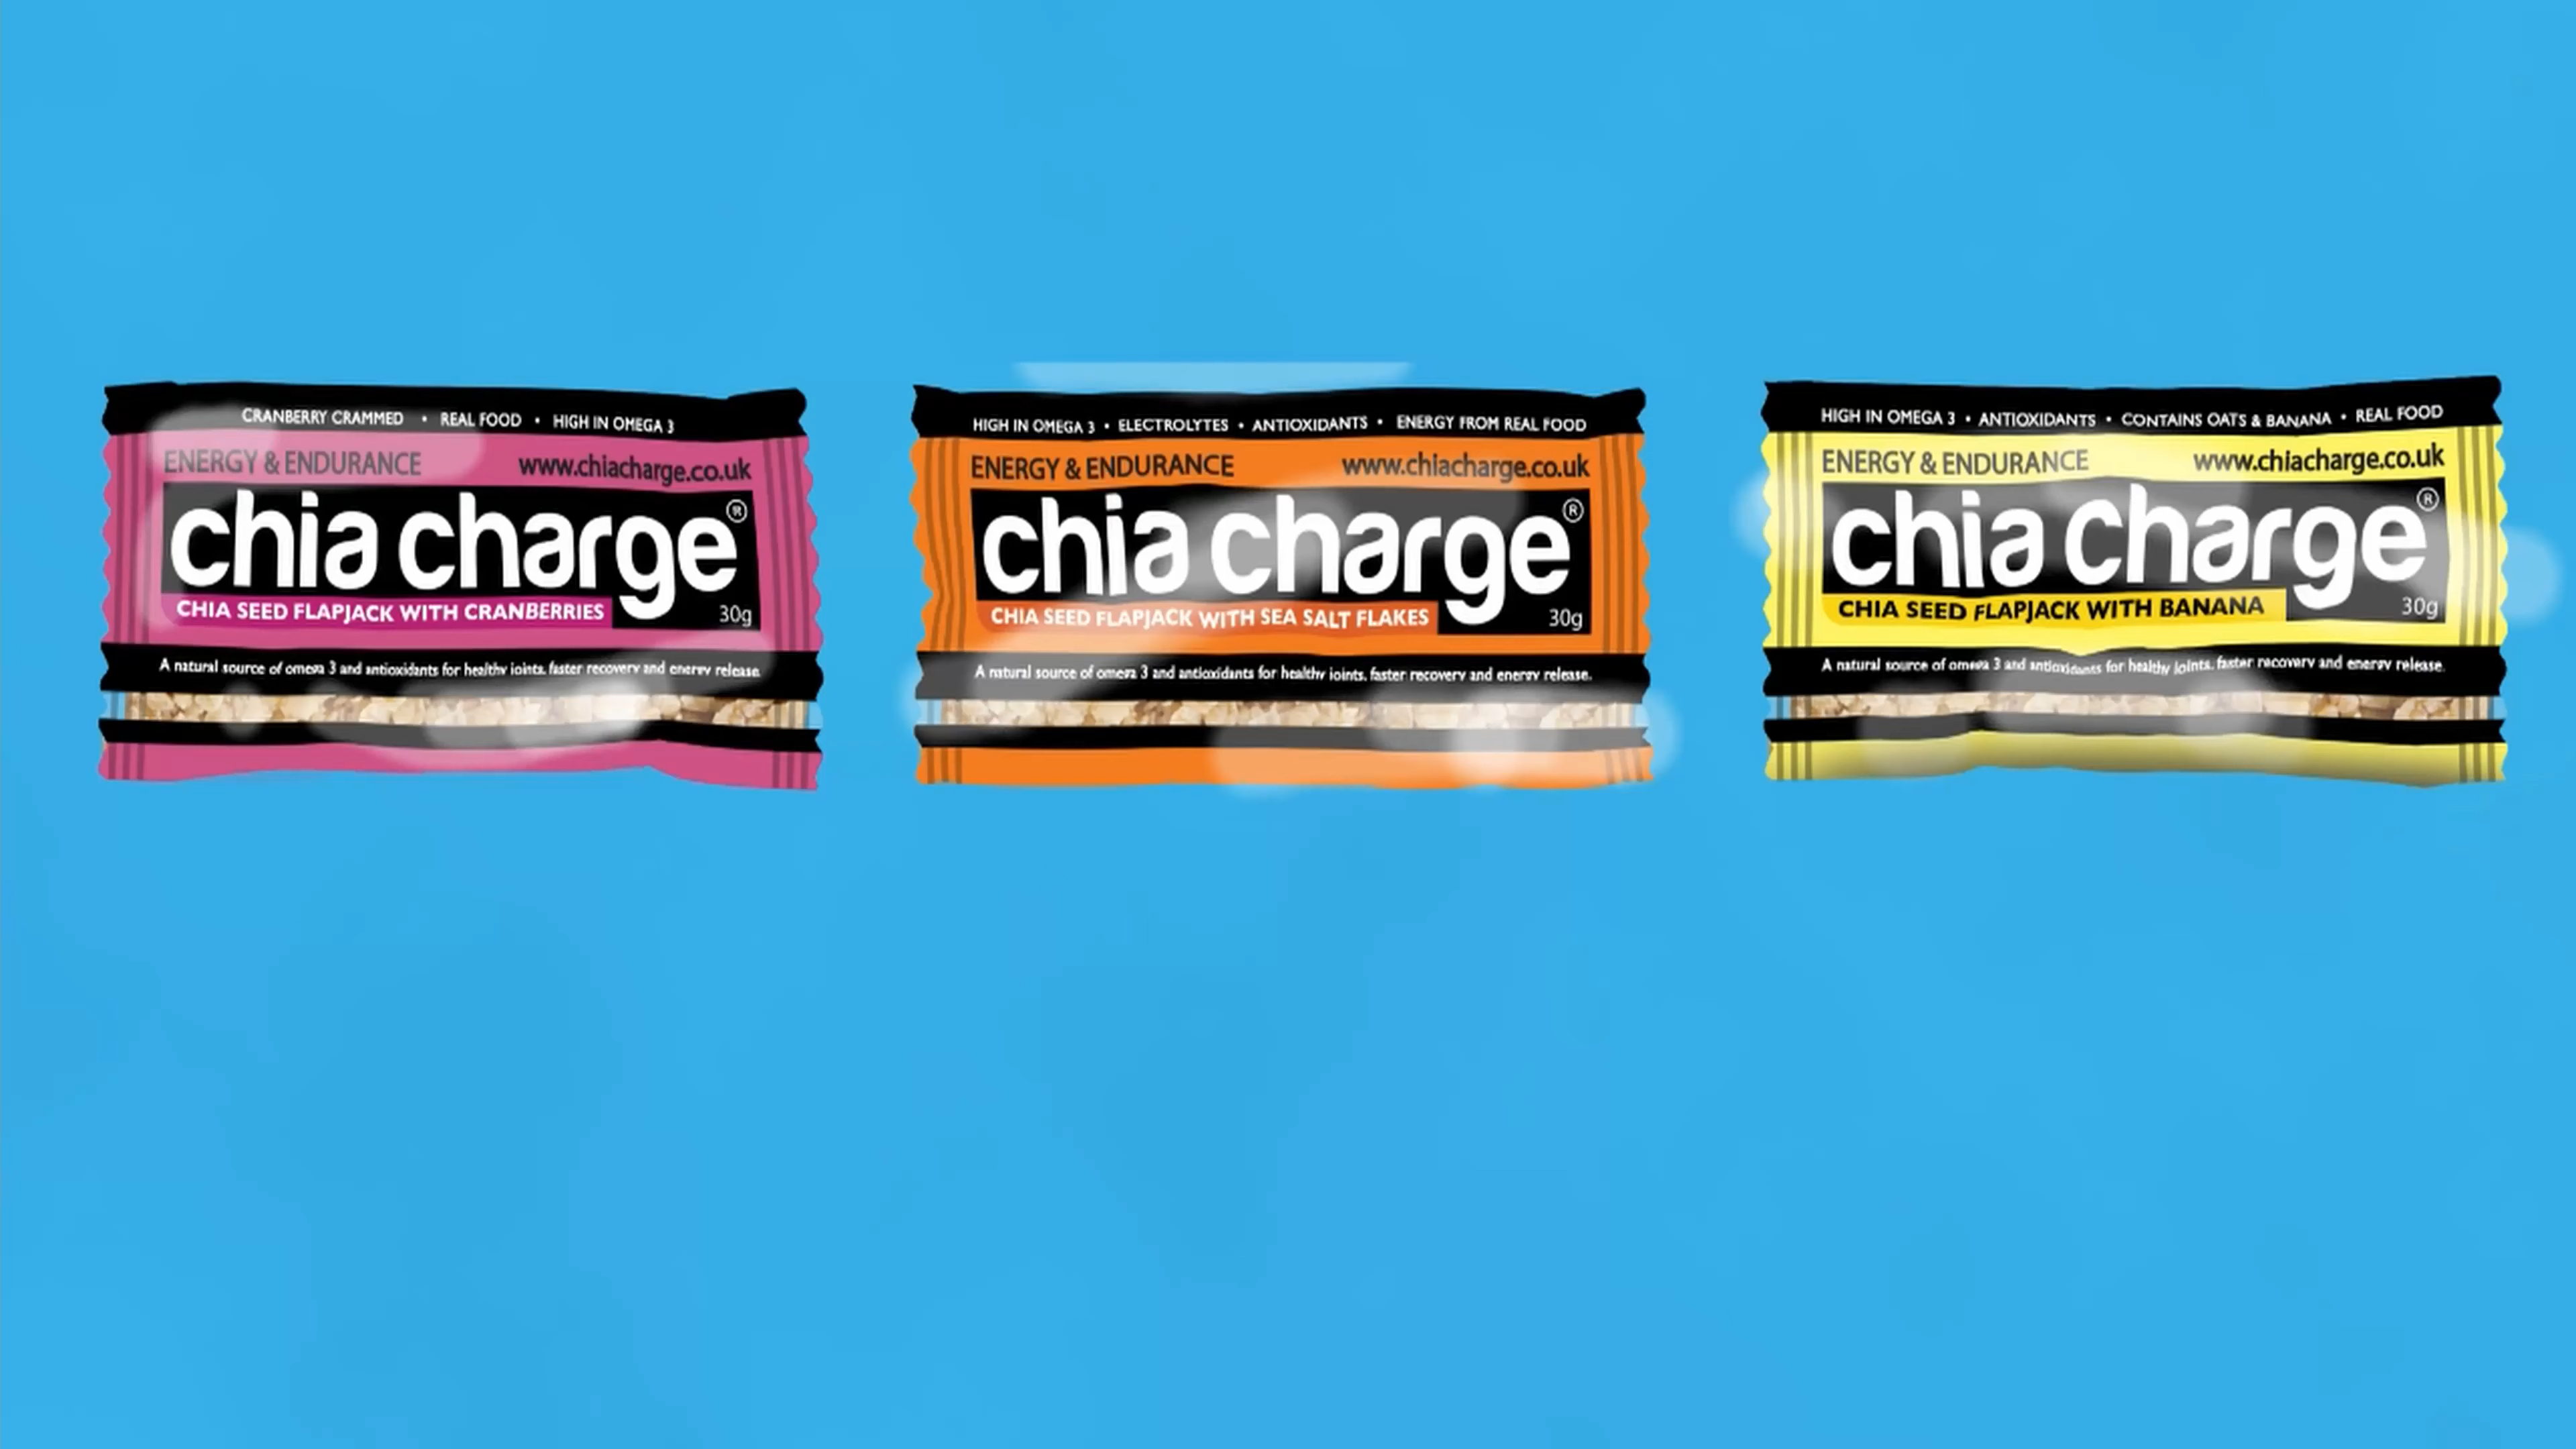 CRANBERRY CRAMMED • REAL FOOD • HIGH IN OMEGA 3
ENERGY & ENDURANCE www.chiacharge.co.uk
chia charge®
CHIA SEED FLAPJACK WITH CRANBERRIES
30g
A natural source of omega 3 and antioxidants for healthy joints, faster recovery and energy release.
HIGH IN OMEGA 3 • ELECTROLYTES • ANTIOXIDANTS • ENERGY FROM REAL FOOD
ENERGY & ENDURANCE www.chiacharge.co.uk
chia charge®
CHIA SEED FLAPJACK WITH SEA SALT FLAKES
30g
A natural source of omega 3 and antioxidants for healthy joints, faster recovery and energy release.
HIGH IN OMEGA 3 • ANTIOXIDANTS • CONTAINS OATS & BANANA • REAL FOOD
ENERGY & ENDURANCE www.chiacharge.co.uk
chia charge®
CHIA SEED FLAPJACK WITH BANANA
30g
A natural source of omega 3 and antioxidants for healthy joints, faster recovery and energy release.